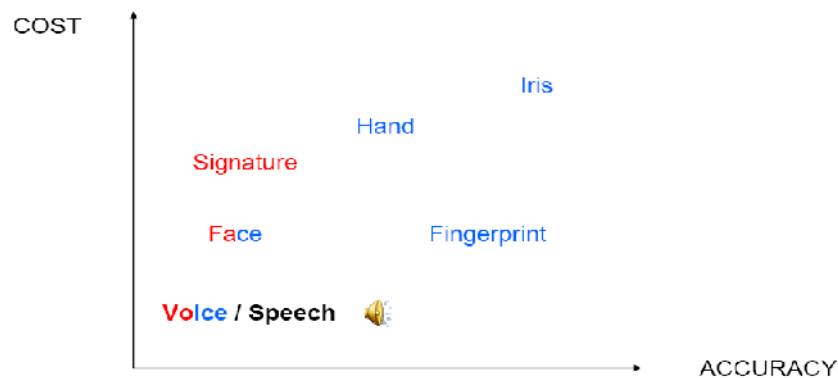 COST
Iris
Hand
Signature
Face
Fingerprint
VoIce / Speech
ACCURACY